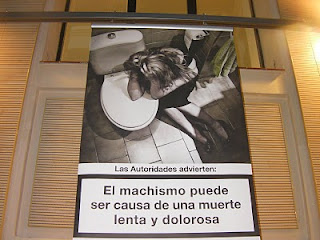 Las Autoridades advierten:
El machismo puede
ser causa de una muerte
lenta y dolorosa